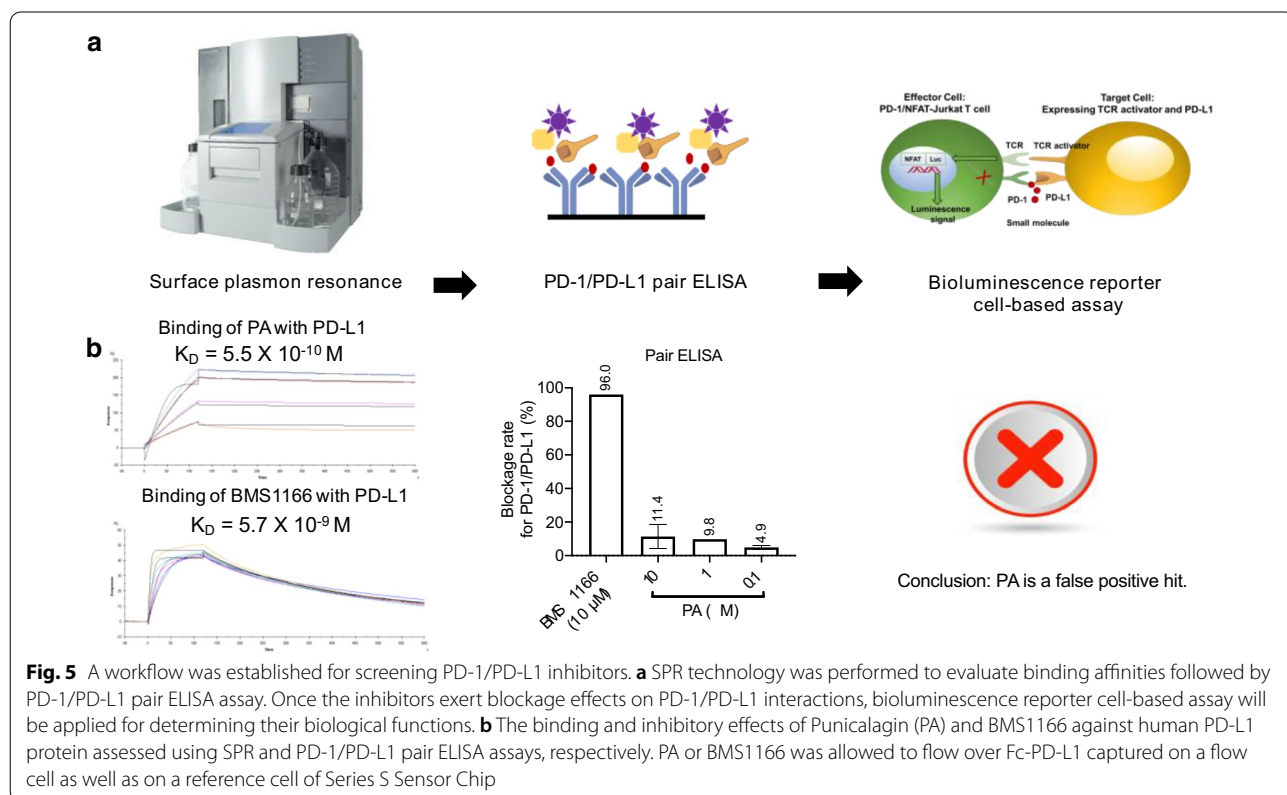 a
Effector Cell:
PD-1/NFAT-Jurkat T cell
Target Cell:
Expressing TCR activator and PD-L1
TCR TCR activator
NFAT Luc
PD-1 PD-L1
Luminescence
signal
Small molecule
Surface plasmon resonance
PD-1/PD-L1 pair ELISA
Bioluminescence reporter
cell-based assay
b
Binding of PA with PD-L1
K_D = 5.5 X 10^-10 M
Binding of BMS1166 with PD-L1
K_D = 5.7 X 10^-9 M
Pair ELISA
Blockage rate
for PD-1/PD-L1 (%)
100
80
60
40
20
0
96.0
11.4
9.8
4.9
BMS 1166
(10 µM)
10
1
0.1
PA ( M)
Conclusion: PA is a false positive hit.
Fig. 5 A workflow was established for screening PD-1/PD-L1 inhibitors. a SPR technology was performed to evaluate binding affinities followed by
PD-1/PD-L1 pair ELISA assay. Once the inhibitors exert blockage effects on PD-1/PD-L1 interactions, bioluminescence reporter cell-based assay will
be applied for determining their biological functions. b The binding and inhibitory effects of Punicalagin (PA) and BMS1166 against human PD-L1
protein assessed using SPR and PD-1/PD-L1 pair ELISA assays, respectively. PA or BMS1166 was allowed to flow over Fc-PD-L1 captured on a flow
cell as well as on a reference cell of Series S Sensor Chip